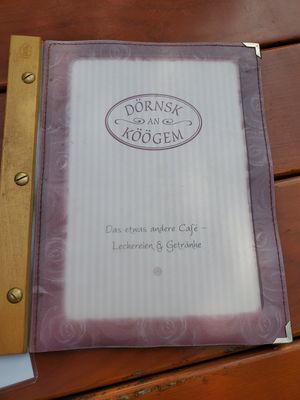 DÖRNSK
AN
KÖÖGEM
Das etwas andere Café –
Leckereien & Getränke